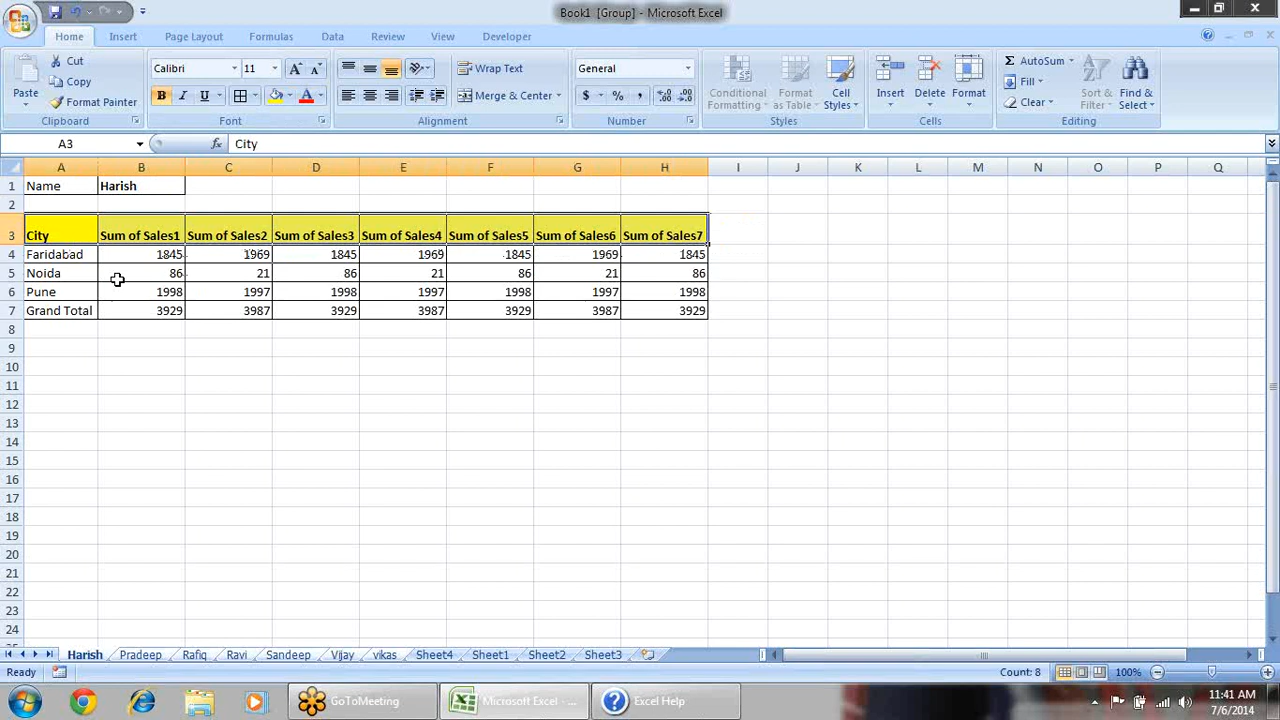 Book1 [Group] - Microsoft Excel
Home Insert Page Layout Formulas Data Review View Developer
Paste Cut Copy Format Painter Clipboard
Calibri 11 A A B I U A Font
Wrap Text Merge & Center Alignment
General $ % , Number
Conditional Formatting Format as Table Cell Styles Styles
Insert Delete Format Cells
Σ AutoSum Fill Clear Sort & Filter Find & Select Editing
A3 fx City
A B C D E F G H I J K L M N O P Q
1 Name Harish
2
3 City Sum of Sales1 Sum of Sales2 Sum of Sales3 Sum of Sales4 Sum of Sales5 Sum of Sales6 Sum of Sales7
4 Faridabad 1845 1969 1845 1969 1845 1969 1845
5 Noida 86 21 86 21 86 21 86
6 Pune 1998 1997 1998 1997 1998 1997 1998
7 Grand Total 3929 3987 3929 3987 3929 3987 3929
8
9
10
11
12
13
14
15
16
17
18
19
20
21
22
23
24
Harish Pradeep Rafiq Ravi Sandeep Vijay vikas Sheet4 Sheet1 Sheet2 Sheet3
Ready Count: 8 100%
GoToMeeting Microsoft Excel - ... Excel Help 11:41 AM
7/6/2014